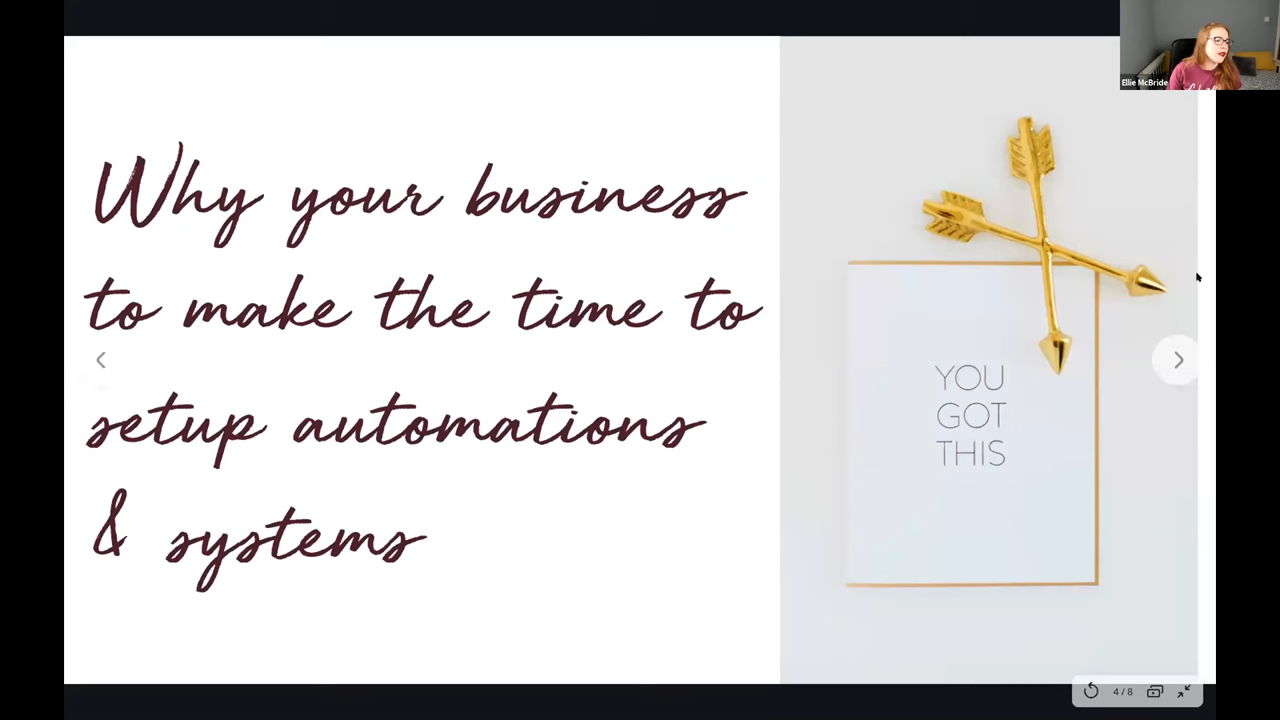 Ellie McBride
Why your business
to make the time to
setup automations
& systems
YOU
GOT
THIS
4/8